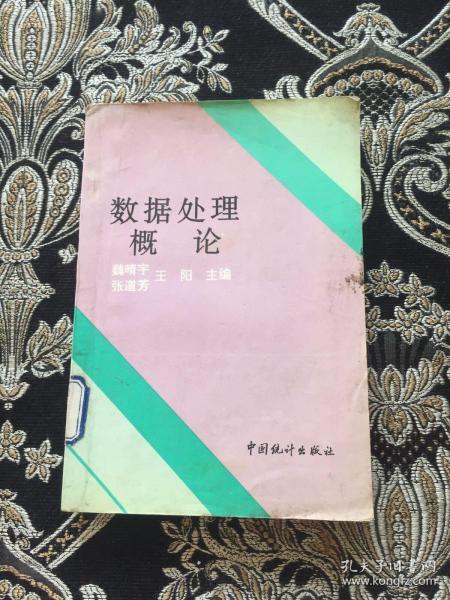 数据处理
概论
魏晴宇
张道芳
王阳 主编
中国统计出版社
孔夫子旧书网
www.kongfz.com